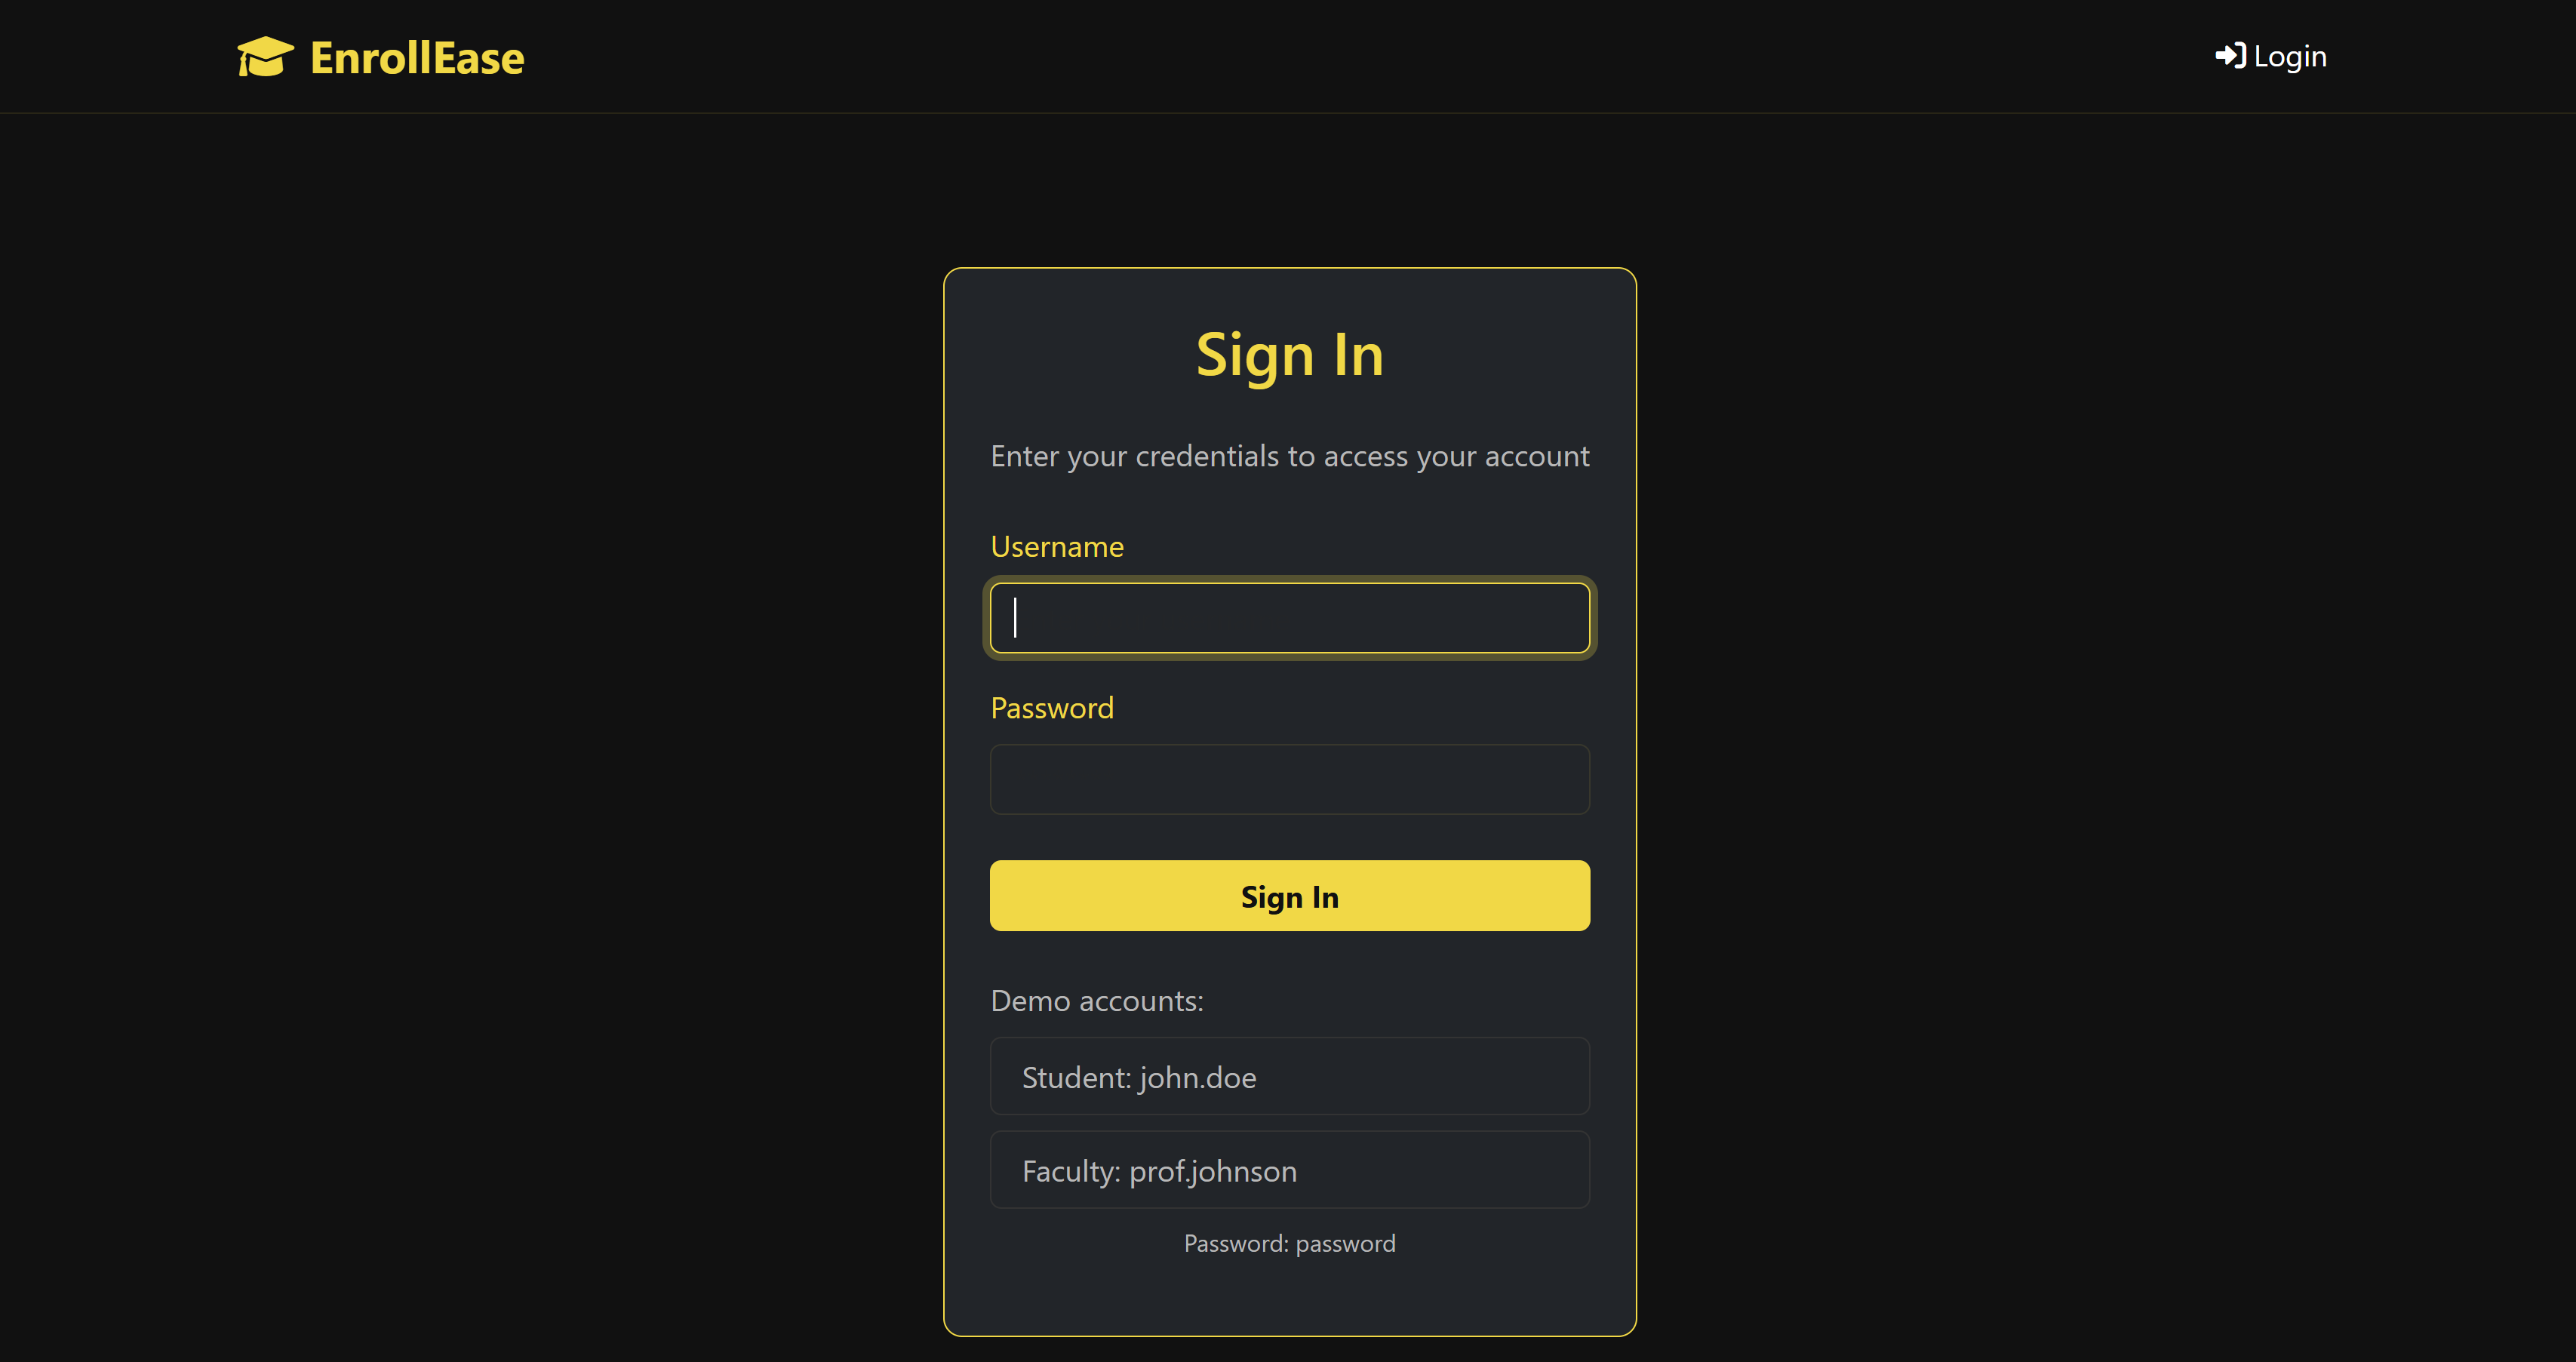 EnrollEase
Login
Sign In
Enter your credentials to access your account
Username
Password
Sign In
Demo accounts:
Student: john.doe
Faculty: prof.johnson
Password: password